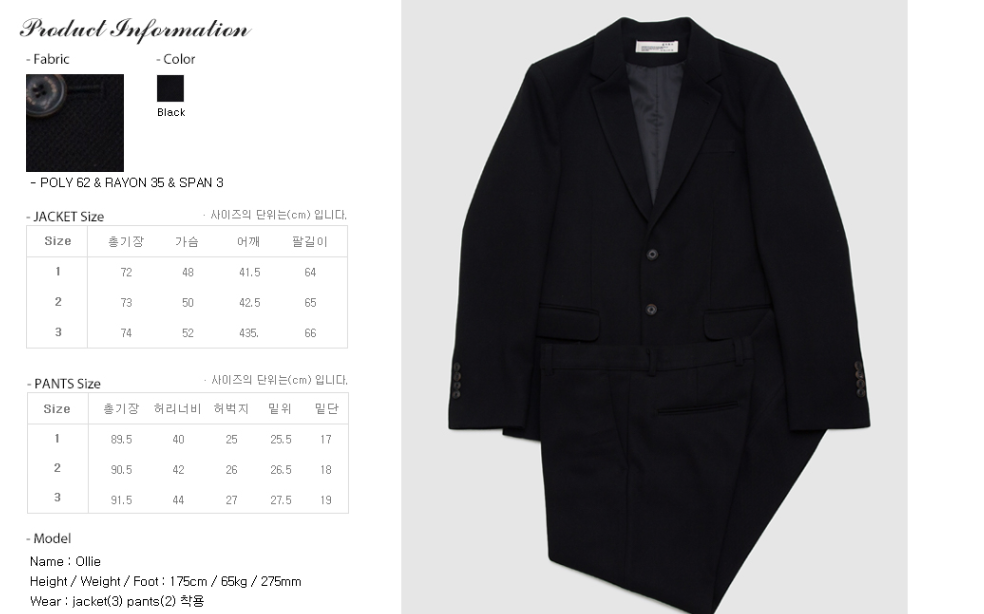 Product Information
- Fabric
- Color
Black
- POLY 62 & RAYON 35 & SPAN 3
- JACKET Size
· 사이즈의 단위는(cm) 입니다.
Size 총기장 가슴 어깨 팔길이
1 72 48 41.5 64
2 73 50 42.5 65
3 74 52 435. 66
- PANTS Size
· 사이즈의 단위는(cm) 입니다.
Size 총기장 허리너비 허벅지 밑위 밑단
1 89.5 40 25 25.5 17
2 90.5 42 26 26.5 18
3 91.5 44 27 27.5 19
- Model
Name : Ollie
Height / Weight / Foot : 175cm / 65kg / 275mm
Wear : jacket(3) pants(2) 착용